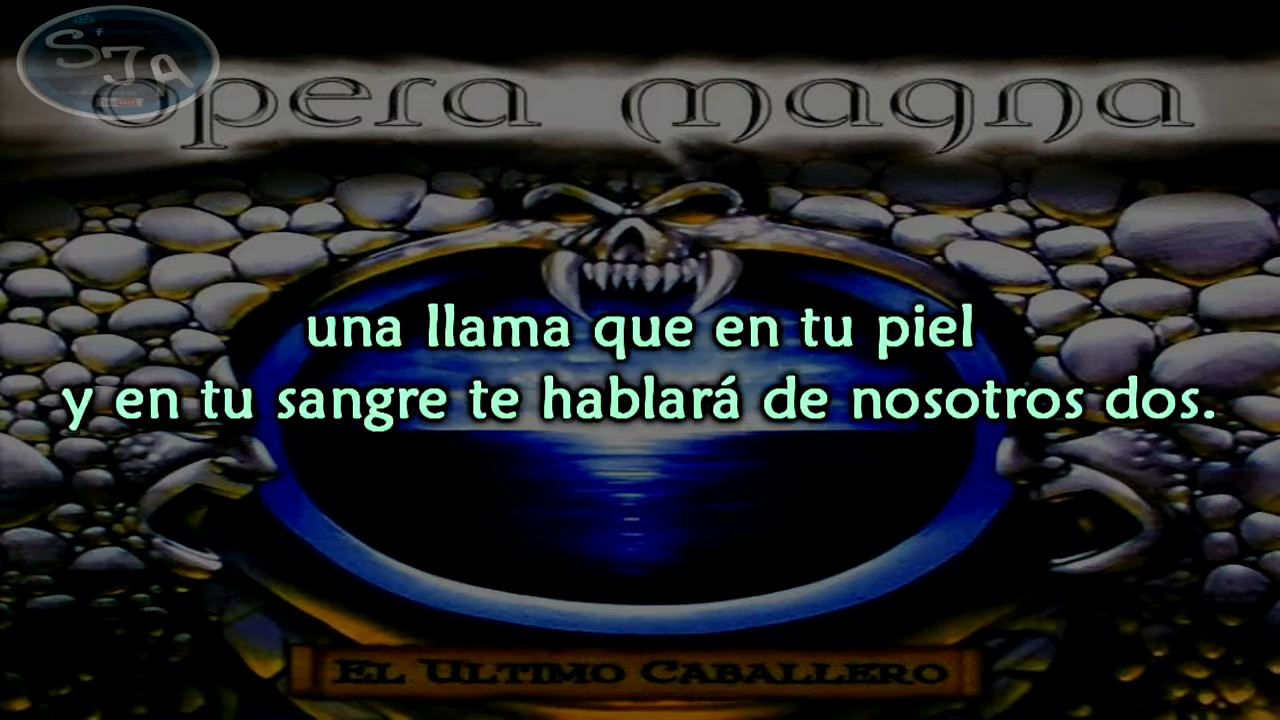 SJA
opera magna
una llama que en tu piel
y en tu sangre te hablará de nosotros dos.
EL ULTIMO CABALLERO